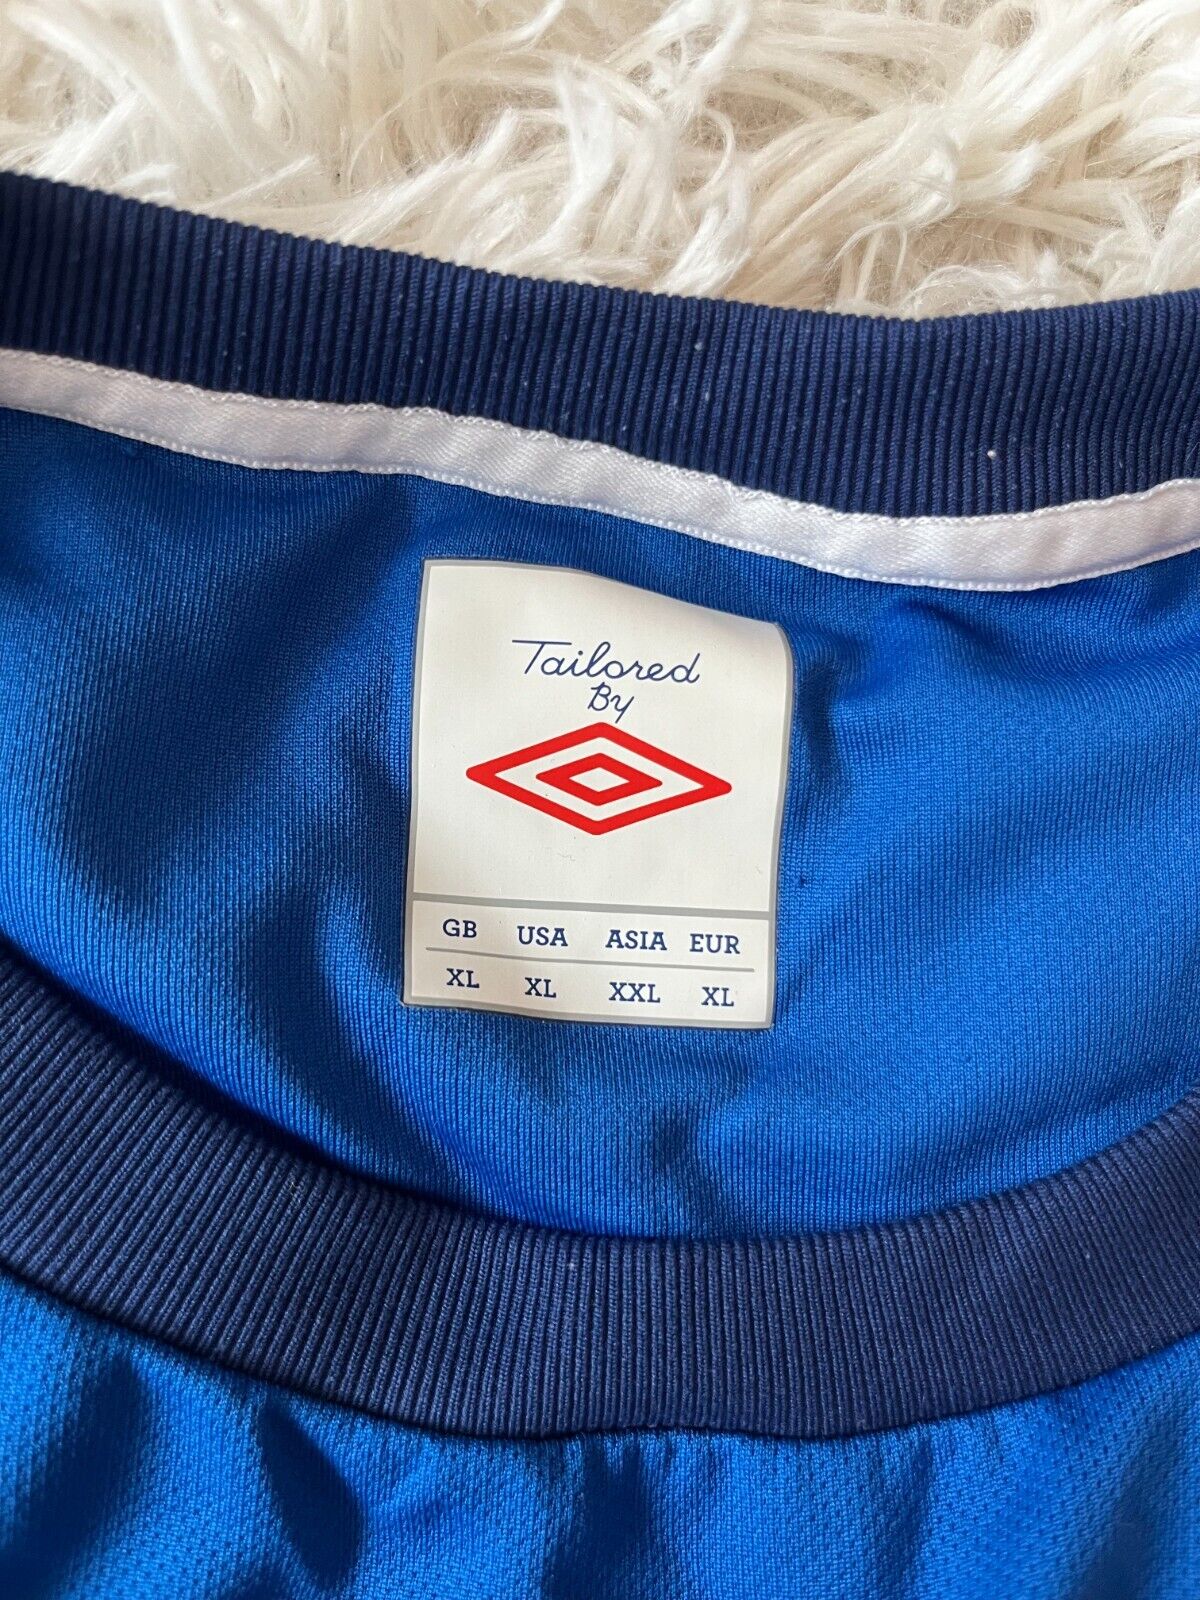 Tailored
By
GB USA ASIA EUR
XL XL XXL XL